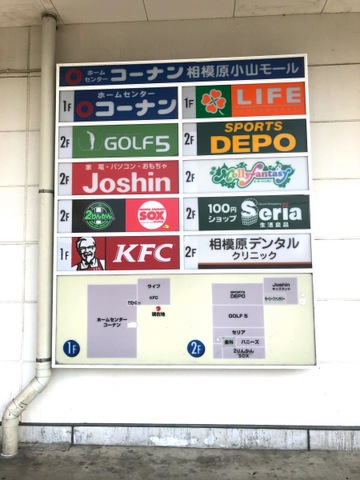 ホームセンター コーナン 相模原小山モール
1F ホームセンター コーナン
1F LIFE
2F GOLF5
2F SPORTS DEPO
2F 家電・パソコン・おもちゃ Joshin
2F
2F 2りんかん SOX
2F 100円ショップ Seria 生活良品
1F KFC
2F 相模原デンタルクリニック
ライフ
KFC
現在地
ホームセンター
コーナン
1F
SPORTS
DEPO
Joshin
GOLF 5
セリア
歯科 ハニーズ
2りんかん
SOX
2F